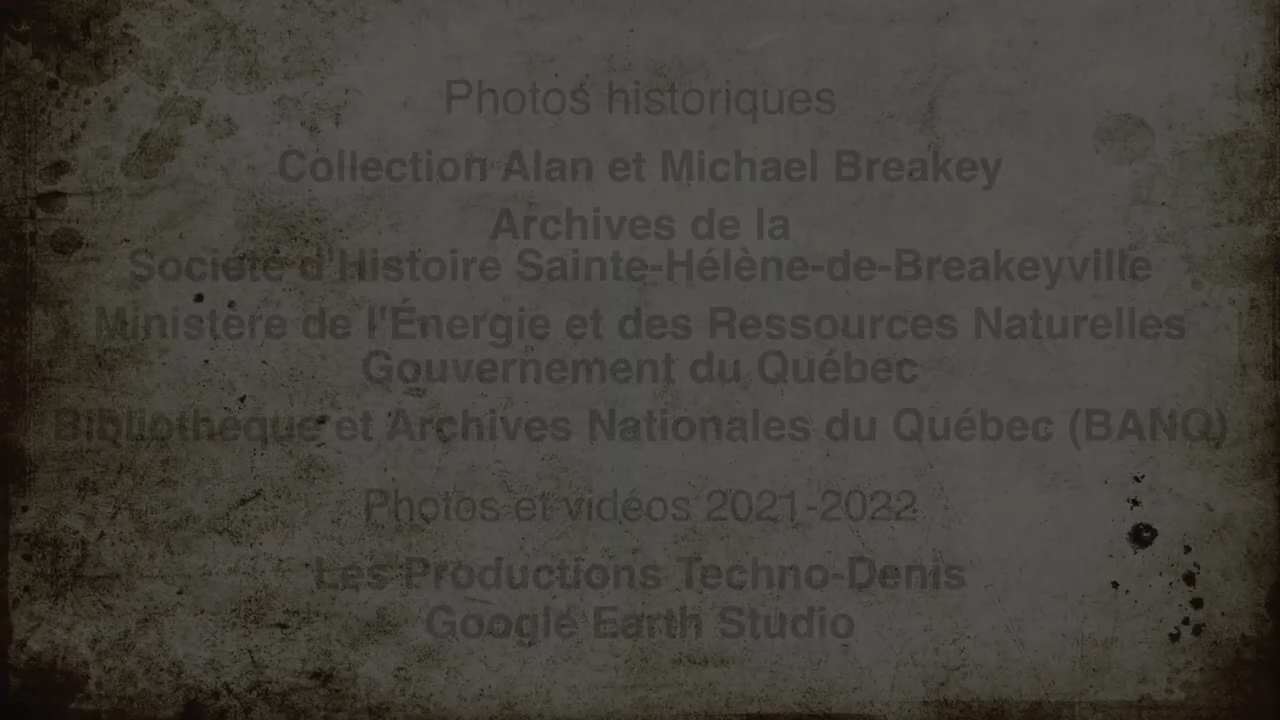 Photos historiques
Collection Alan et Michael Breakey
Archives de la
Société d'Histoire Sainte-Hélène-de-Breakeyville
Ministère de l'Énergie et des Ressources Naturelles
Gouvernement du Québec
Bibliothèque et Archives Nationales du Québec (BANQ)
Photos et vidéos 2021-2022
Les Productions Techno-Denis
Google Earth Studio